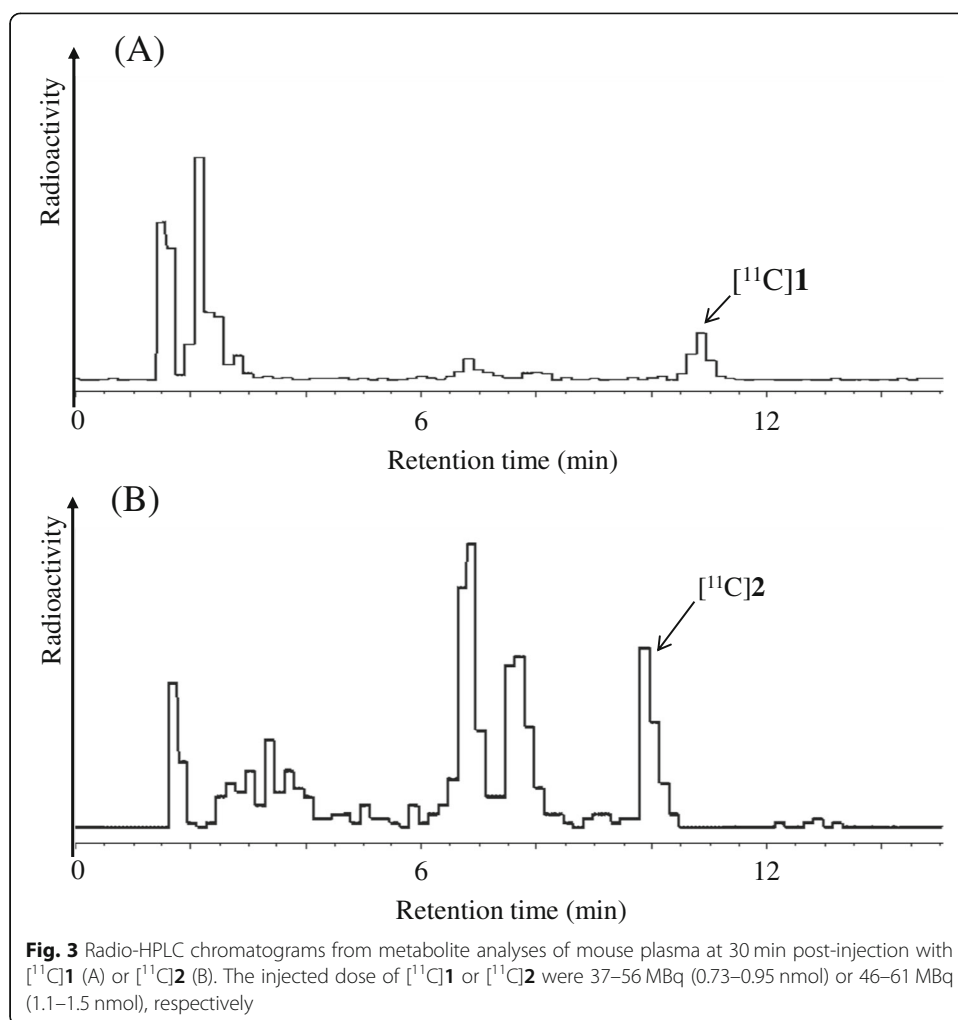 (A)
Radioactivity
[¹¹C]1
0
6
12
Retention time (min)
(B)
Radioactivity
[¹¹C]2
0
6
12
Retention time (min)
Fig. 3 Radio-HPLC chromatograms from metabolite analyses of mouse plasma at 30 min post-injection with
[¹¹C]1 (A) or [¹¹C]2 (B). The injected dose of [¹¹C]1 or [¹¹C]2 were 37–56 MBq (0.73–0.95 nmol) or 46–61 MBq
(1.1–1.5 nmol), respectively